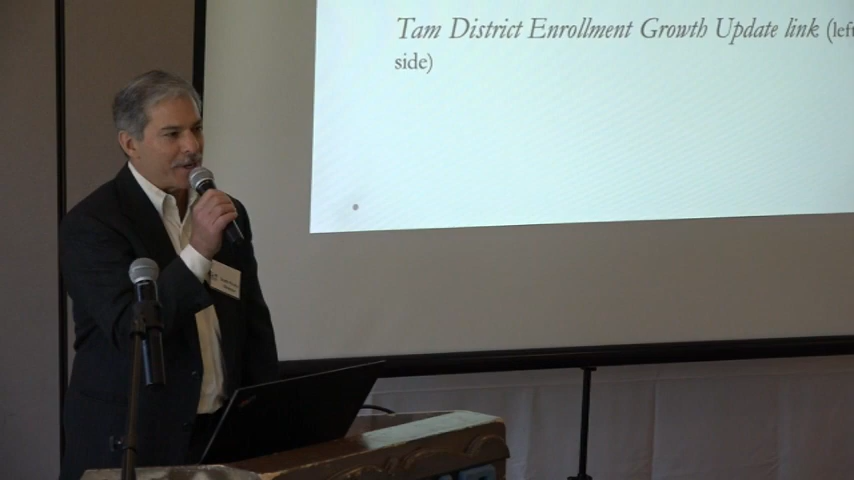 Tam District Enrollment Growth Update link (left
side)